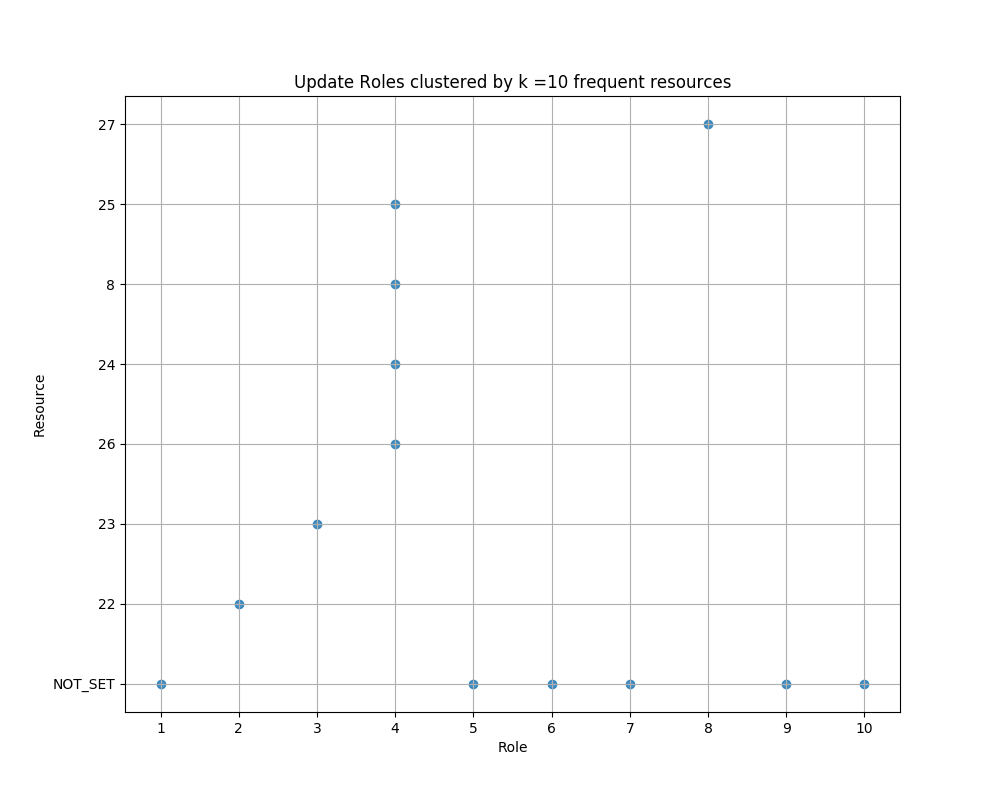 Update Roles clustered by k =10 frequent resources
27
25
8
24
26
23
22
NOT_SET
Resource
1 2 3 4 5 6 7 8 9 10
Role